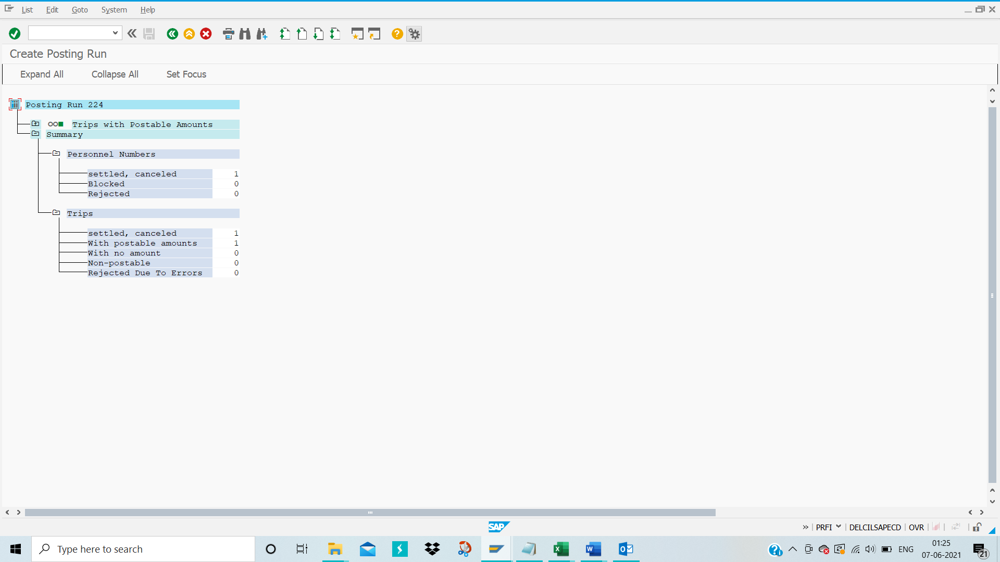 List Edit Goto System Help
Create Posting Run
Expand All Collapse All Set Focus
Posting Run 224
Trips with Postable Amounts
Summary
Personnel Numbers
settled, canceled 1
Blocked 0
Rejected 0
Trips
settled, canceled 1
With postable amounts 1
With no amount 0
Non-postable 0
Rejected Due To Errors 0
SAP
PRFI DELCILSAPECD OVR
Type here to search
ENG
01:25
07-06-2021
21